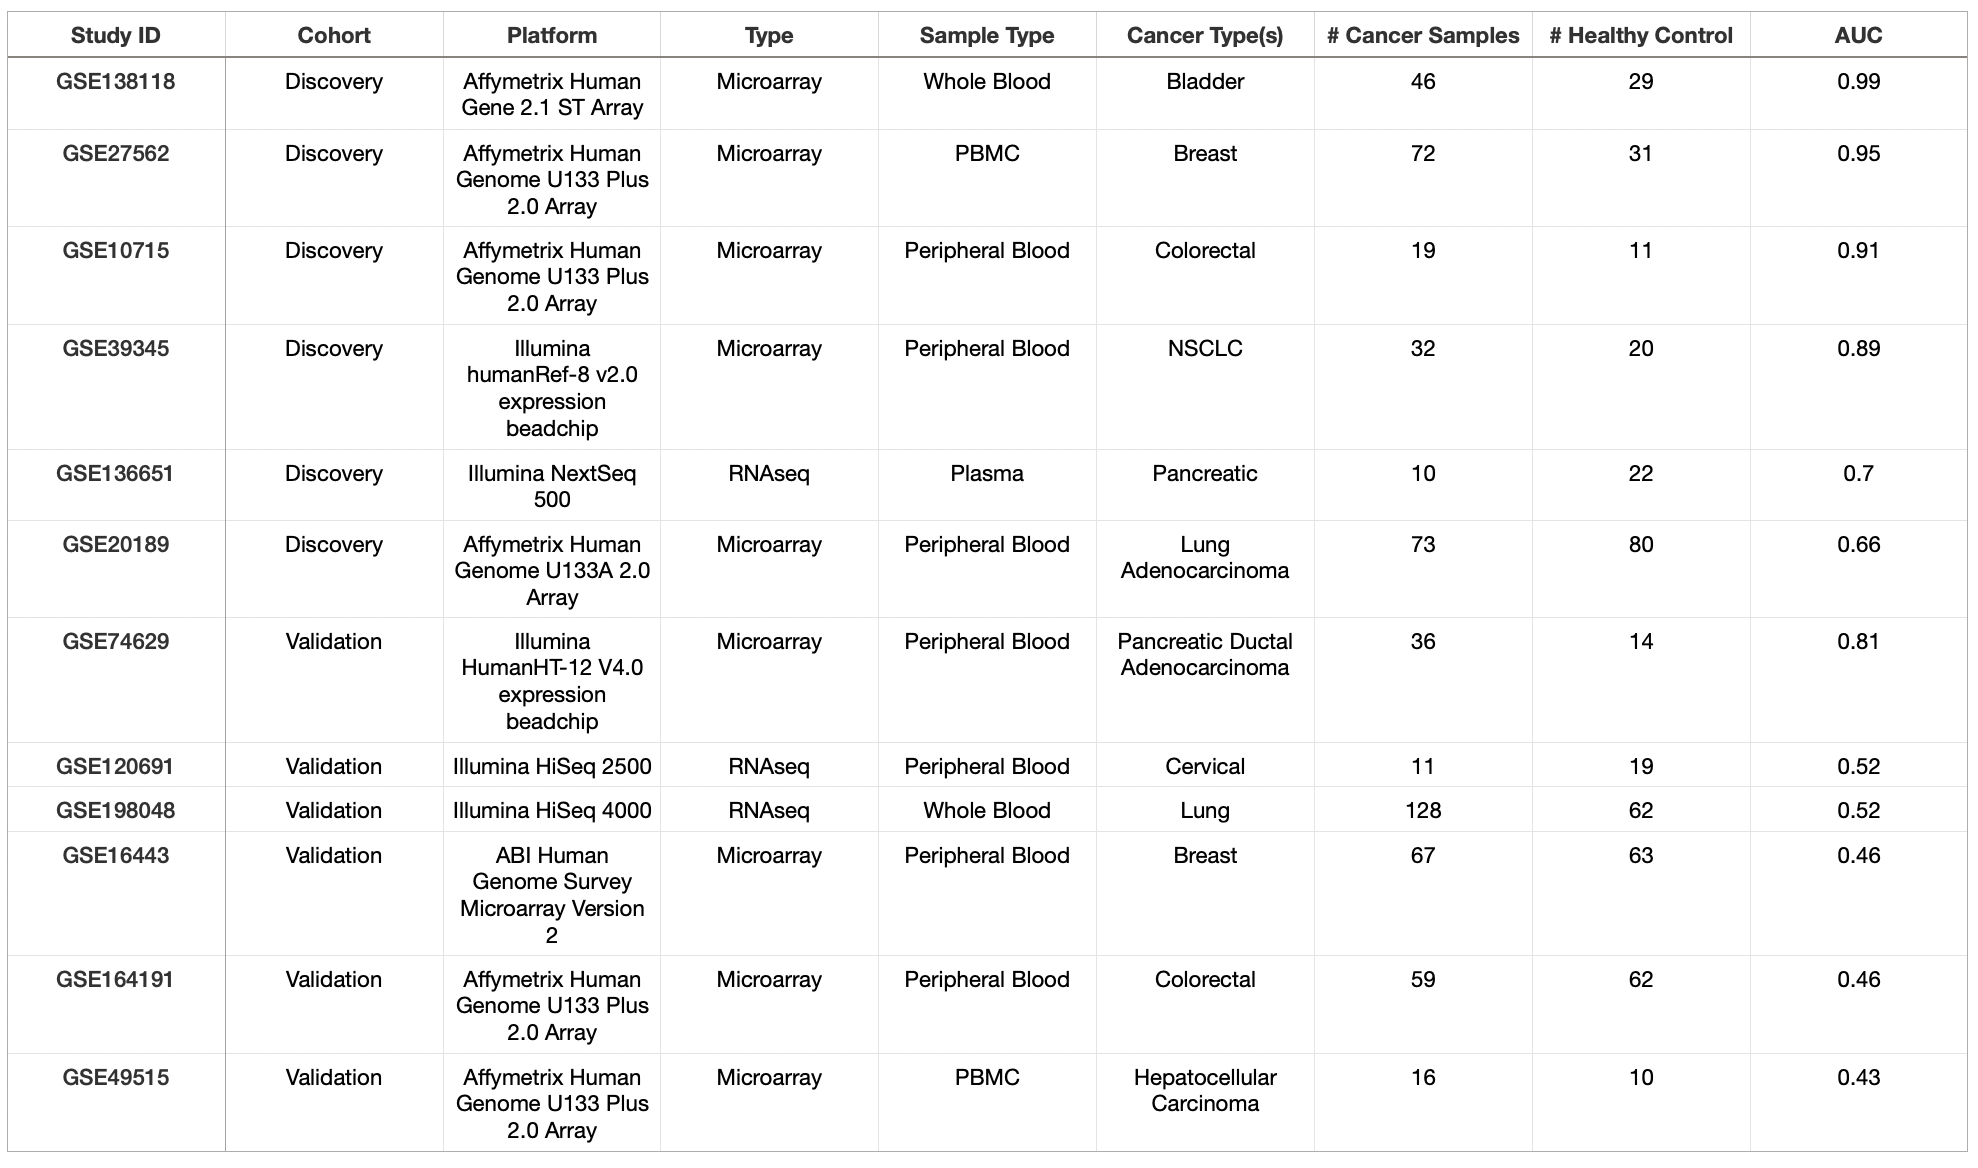 Study ID Cohort Platform Type Sample Type Cancer Type(s) # Cancer Samples # Healthy Control AUC
GSE138118 Discovery Affymetrix Human Microarray Whole Blood Bladder 46 29 0.99
Gene 2.1 ST Array
GSE27562 Discovery Affymetrix Human Microarray PBMC Breast 72 31 0.95
Genome U133 Plus
2.0 Array
GSE10715 Discovery Affymetrix Human Microarray Peripheral Blood Colorectal 19 11 0.91
Genome U133 Plus
2.0 Array
GSE39345 Discovery Illumina Microarray Peripheral Blood NSCLC 32 20 0.89
humanRef-8 v2.0
expression
beadchip
GSE136651 Discovery Illumina NextSeq RNAseq Plasma Pancreatic 10 22 0.7
500
GSE20189 Discovery Affymetrix Human Microarray Peripheral Blood Lung 73 80 0.66
Genome U133A 2.0 Adenocarcinoma
Array
GSE74629 Validation Illumina Microarray Peripheral Blood Pancreatic Ductal 36 14 0.81
HumanHT-12 V4.0 Adenocarcinoma
expression
beadchip
GSE120691 Validation Illumina HiSeq 2500 RNAseq Peripheral Blood Cervical 11 19 0.52
GSE198048 Validation Illumina HiSeq 4000 RNAseq Whole Blood Lung 128 62 0.52
GSE16443 Validation ABI Human Microarray Peripheral Blood Breast 67 63 0.46
Genome Survey
Microarray Version
2
GSE164191 Validation Affymetrix Human Microarray Peripheral Blood Colorectal 59 62 0.46
Genome U133 Plus
2.0 Array
GSE49515 Validation Affymetrix Human Microarray PBMC Hepatocellular 16 10 0.43
Genome U133 Plus Carcinoma
2.0 Array